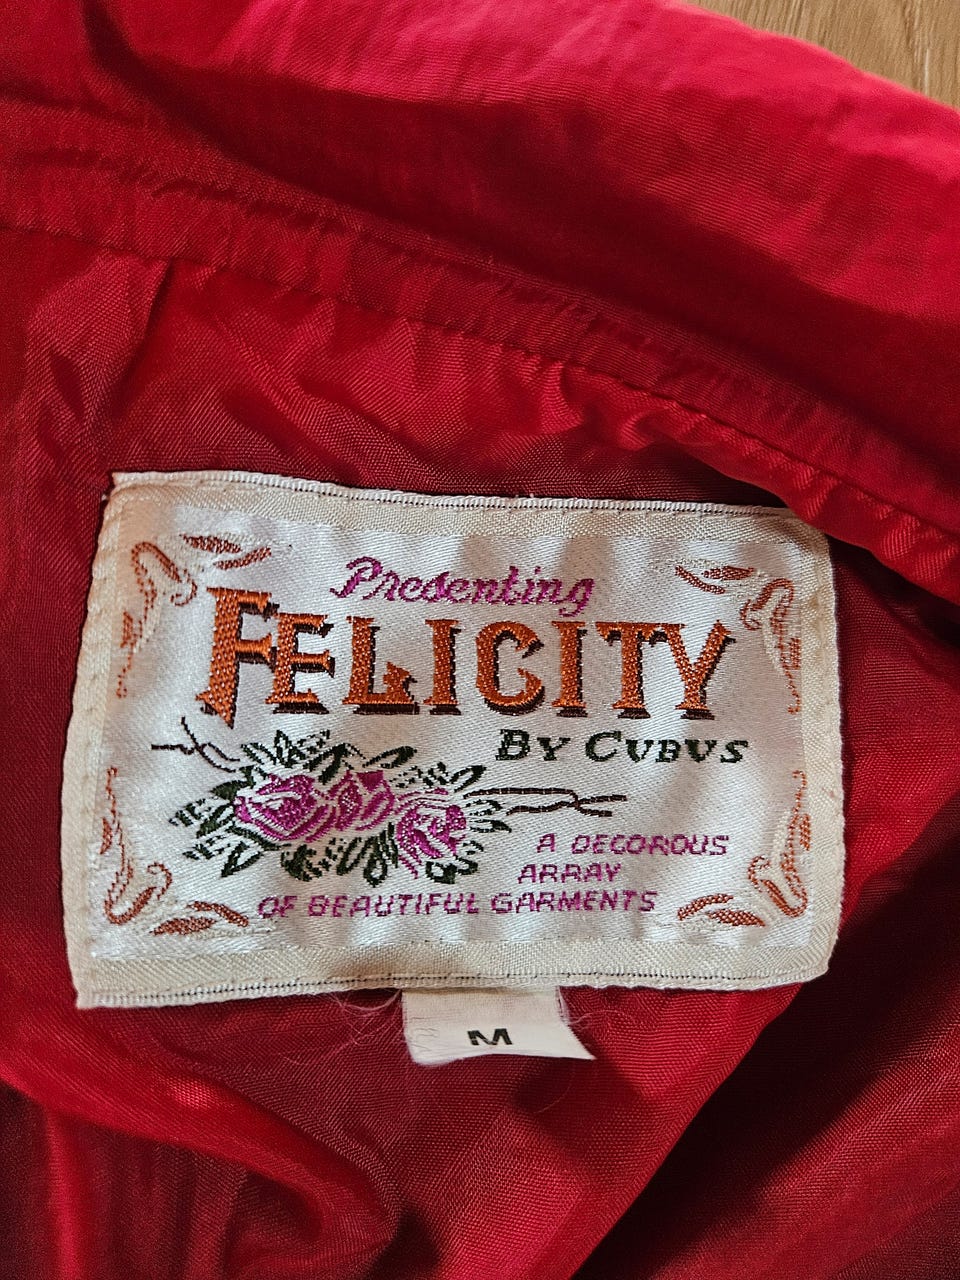 Presenting
FELICITY
BY CUBUS
A DECOROUS
ARRAY
OF BEAUTIFUL GARMENTS
M